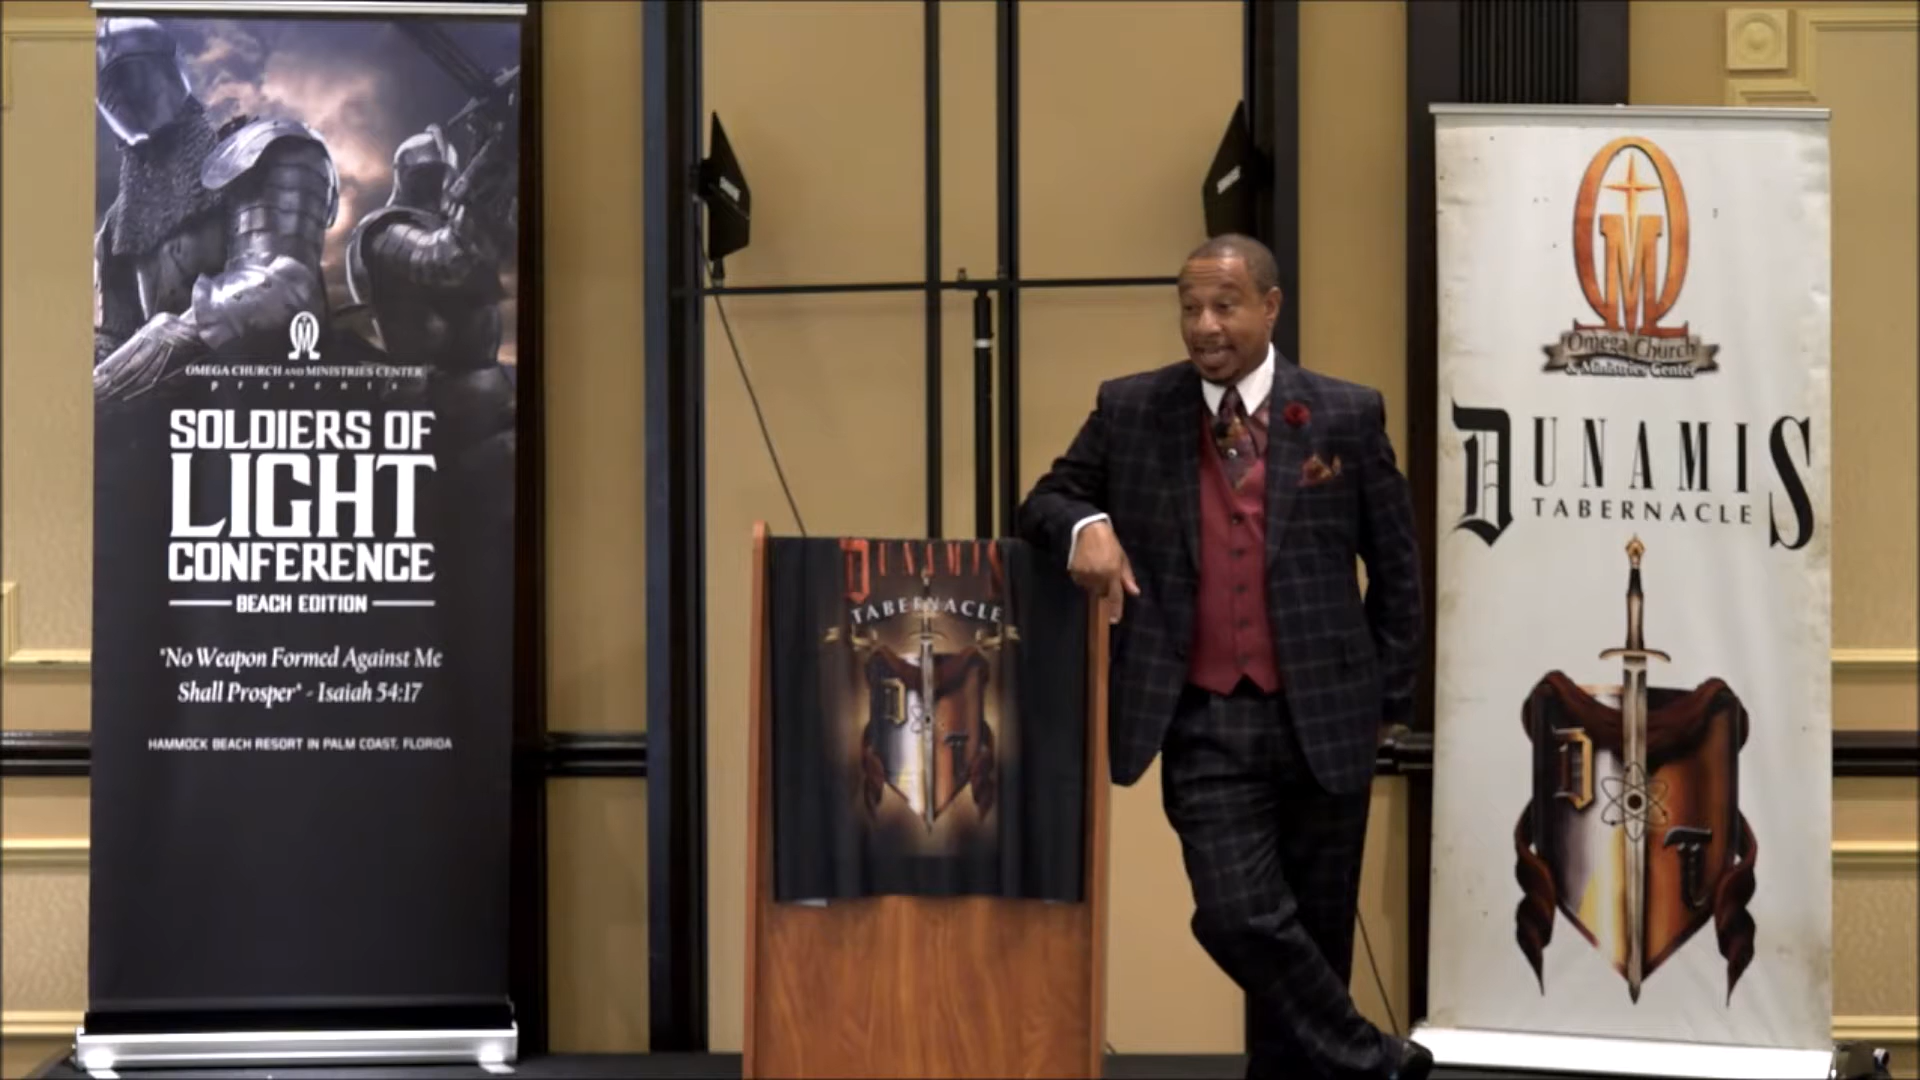 OMEGA CHURCH AND MINISTRIES CENTER
presents
SOLDIERS OF
LIGHT
CONFERENCE
BEACH EDITION
"No Weapon Formed Against Me
Shall Prosper" - Isaiah 54:17
HAMMOCK BEACH RESORT IN PALM COAST, FLORIDA
DUNAMIS
TABERNACLE
D
T
M
Omega Church
& Ministries Center
DUNAMIS
TABERNACLE
D
T